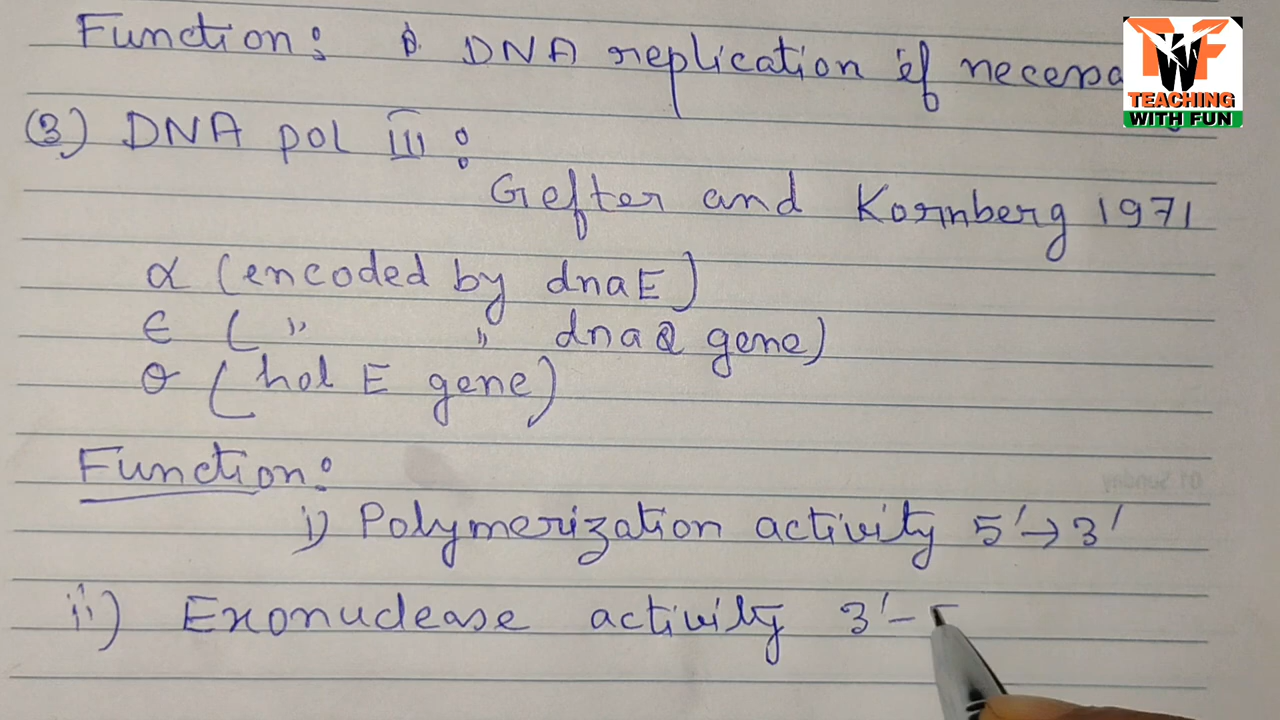 Function: i). DNA replication if
TEACHING
WITH FUN
(3) DNA pol III:
Gefter and Kornberg 1971
α (encoded by dnaE)
ϵ ( " " dnaQ gene)
θ (hol E gene)
Function:
i) Polymerization activity 5'→3'
ii) Exonuclease activity 3'-5